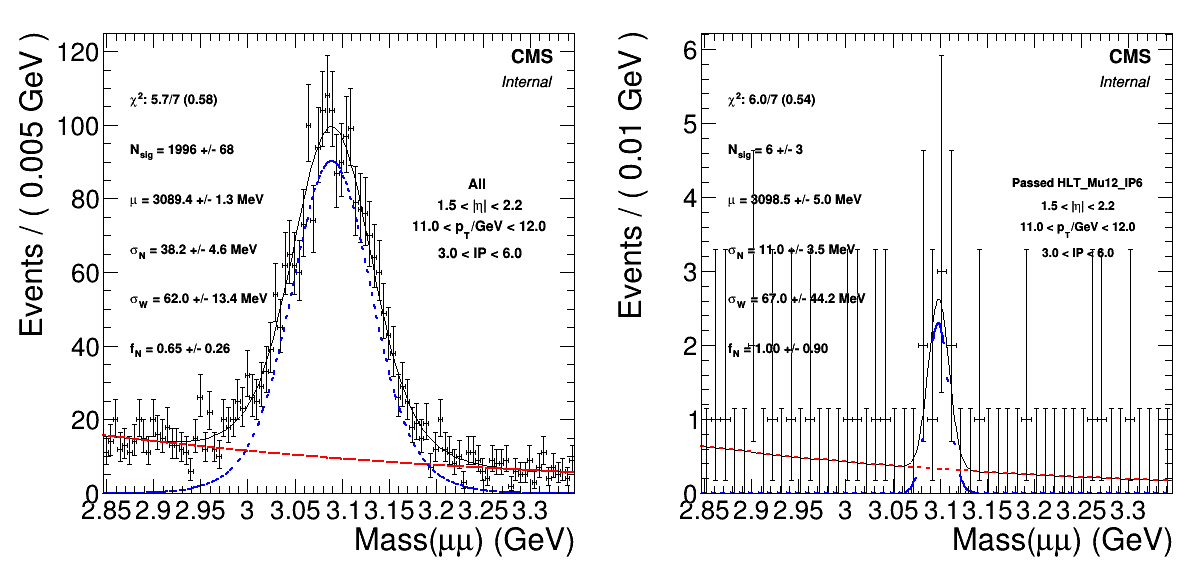 CMS
Internal
χ²: 5.7/7 (0.58)
N_sig = 1996 +/- 68
μ = 3089.4 +/- 1.3 MeV
σ_N = 38.2 +/- 4.6 MeV
σ_W = 62.0 +/- 13.4 MeV
f_N = 0.65 +/- 0.26
All
1.5 < |η| < 2.2
11.0 < p_T/GeV < 12.0
3.0 < IP < 6.0
Events / ( 0.005 GeV )
120
100
80
60
40
20
0
2.85 2.9 2.95 3 3.05 3.1 3.15 3.2 3.25 3.3
Mass(μμ) (GeV)
CMS
Internal
χ²: 6.0/7 (0.54)
N_sig = 6 +/- 3
μ = 3098.5 +/- 5.0 MeV
σ_N = 11.0 +/- 3.5 MeV
σ_W = 67.0 +/- 44.2 MeV
f_N = 1.00 +/- 0.90
Passed HLT_Mu12_IP6
1.5 < |η| < 2.2
11.0 < p_T/GeV < 12.0
3.0 < IP < 6.0
Events / ( 0.01 GeV )
6
5
4
3
2
1
0
2.85 2.9 2.95 3 3.05 3.1 3.15 3.2 3.25 3.3
Mass(μμ) (GeV)